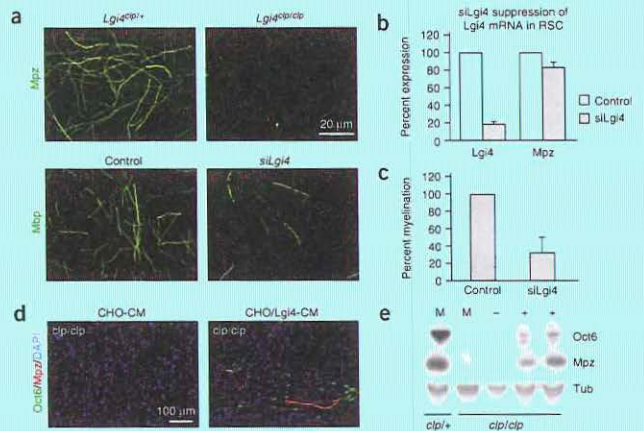 a
Lgi4clp/+
Lgi4clp/clp
Mpz
20 µm
Control
siLgi4
Mbp
b
siLgi4 suppression of
Lgi4 mRNA in RSC
Percent expression
100
80
60
40
20
0
Lgi4
Mpz
Control
siLgi4
c
Percent myelination
100
80
60
40
20
0
Control
siLgi4
d
CHO-CM
CHO/Lgi4-CM
clp/clp
clp/clp
Oct6/Mpz/DAPI
100 µm
e
M
M
–
+
+
Oct6
Mpz
Tub
clp/+
clp/clp